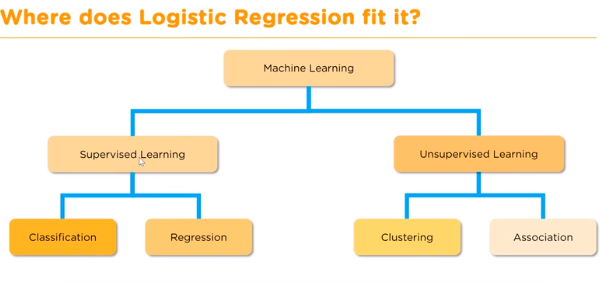 Where does Logistic Regression fit it?
Machine Learning
Supervised Learning
Unsupervised Learning
Classification
Regression
Clustering
Association